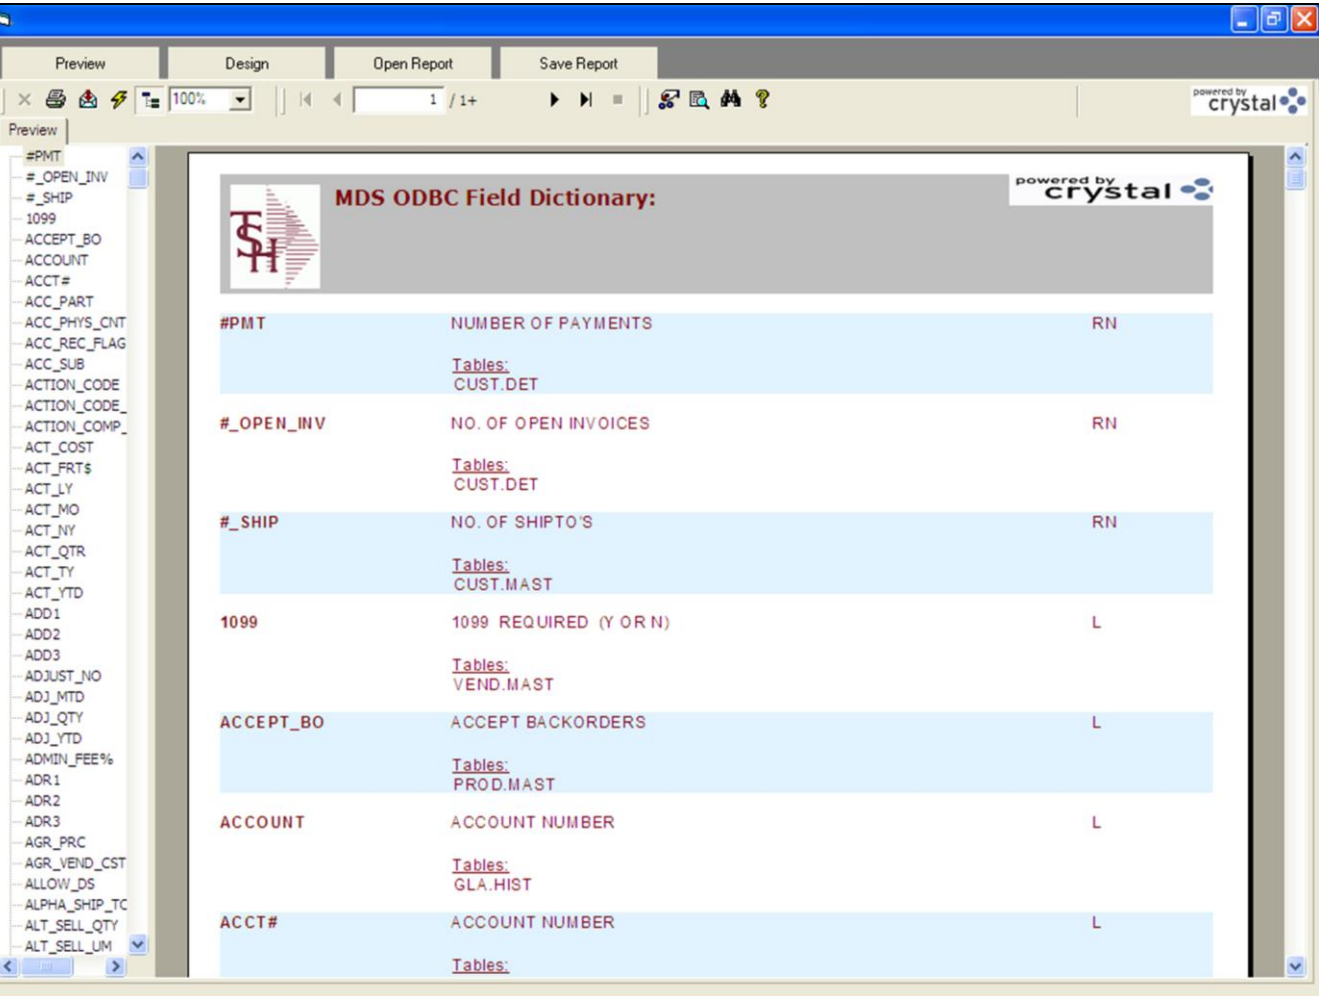 Preview Design Open Report Save Report
100% 1 / 1+ powered by crystal
Preview
#PMT
#_OPEN_INV
#_SHIP
1099
ACCEPT_BO
ACCOUNT
ACCT#
ACC_PART
ACC_PHYS_CNT
ACC_REC_FLAG
ACC_SUB
ACTION_CODE
ACTION_CODE_
ACTION_COMP_
ACT_COST
ACT_FRT$
ACT_LY
ACT_MO
ACT_NY
ACT_QTR
ACT_TY
ACT_YTD
ADD1
ADD2
ADD3
ADJUST_NO
ADJ_MTD
ADJ_QTY
ADJ_YTD
ADMIN_FEE%
ADR1
ADR2
ADR3
AGR_PRC
AGR_VEND_CST
ALLOW_DS
ALPHA_SHIP_TO
ALT_SELL_QTY
ALT_SELL_UM
TSH
MDS ODBC Field Dictionary:
powered by
crystal
#PMT NUMBER OF PAYMENTS RN
Tables:
CUST.DET
#_OPEN_INV NO. OF OPEN INVOICES RN
Tables:
CUST.DET
#_SHIP NO. OF SHIPTO'S RN
Tables:
CUST.MAST
1099 1099 REQUIRED (Y OR N) L
Tables:
VEND.MAST
ACCEPT_BO ACCEPT BACKORDERS L
Tables:
PROD.MAST
ACCOUNT ACCOUNT NUMBER L
Tables:
GLA.HIST
ACCT# ACCOUNT NUMBER L
Tables: